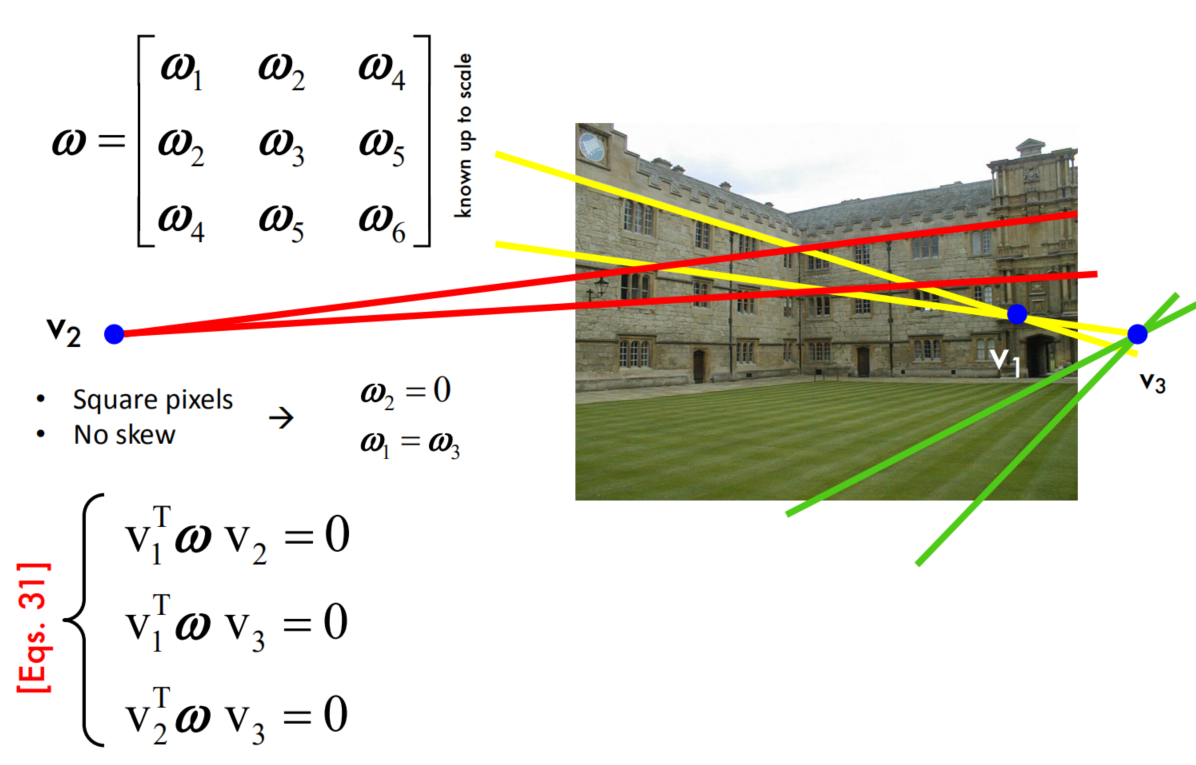 ω = [ ω₁ ω₂ ω₄
ω₂ ω₃ ω₅
ω₄ ω₅ ω₆ ]
known up to scale
v₂
v₁
v₃
• Square pixels
• No skew
→
ω₂ = 0
ω₁ = ω₃
[Eqs. 31]
v₁ᵀ ω v₂ = 0
v₁ᵀ ω v₃ = 0
v₂ᵀ ω v₃ = 0